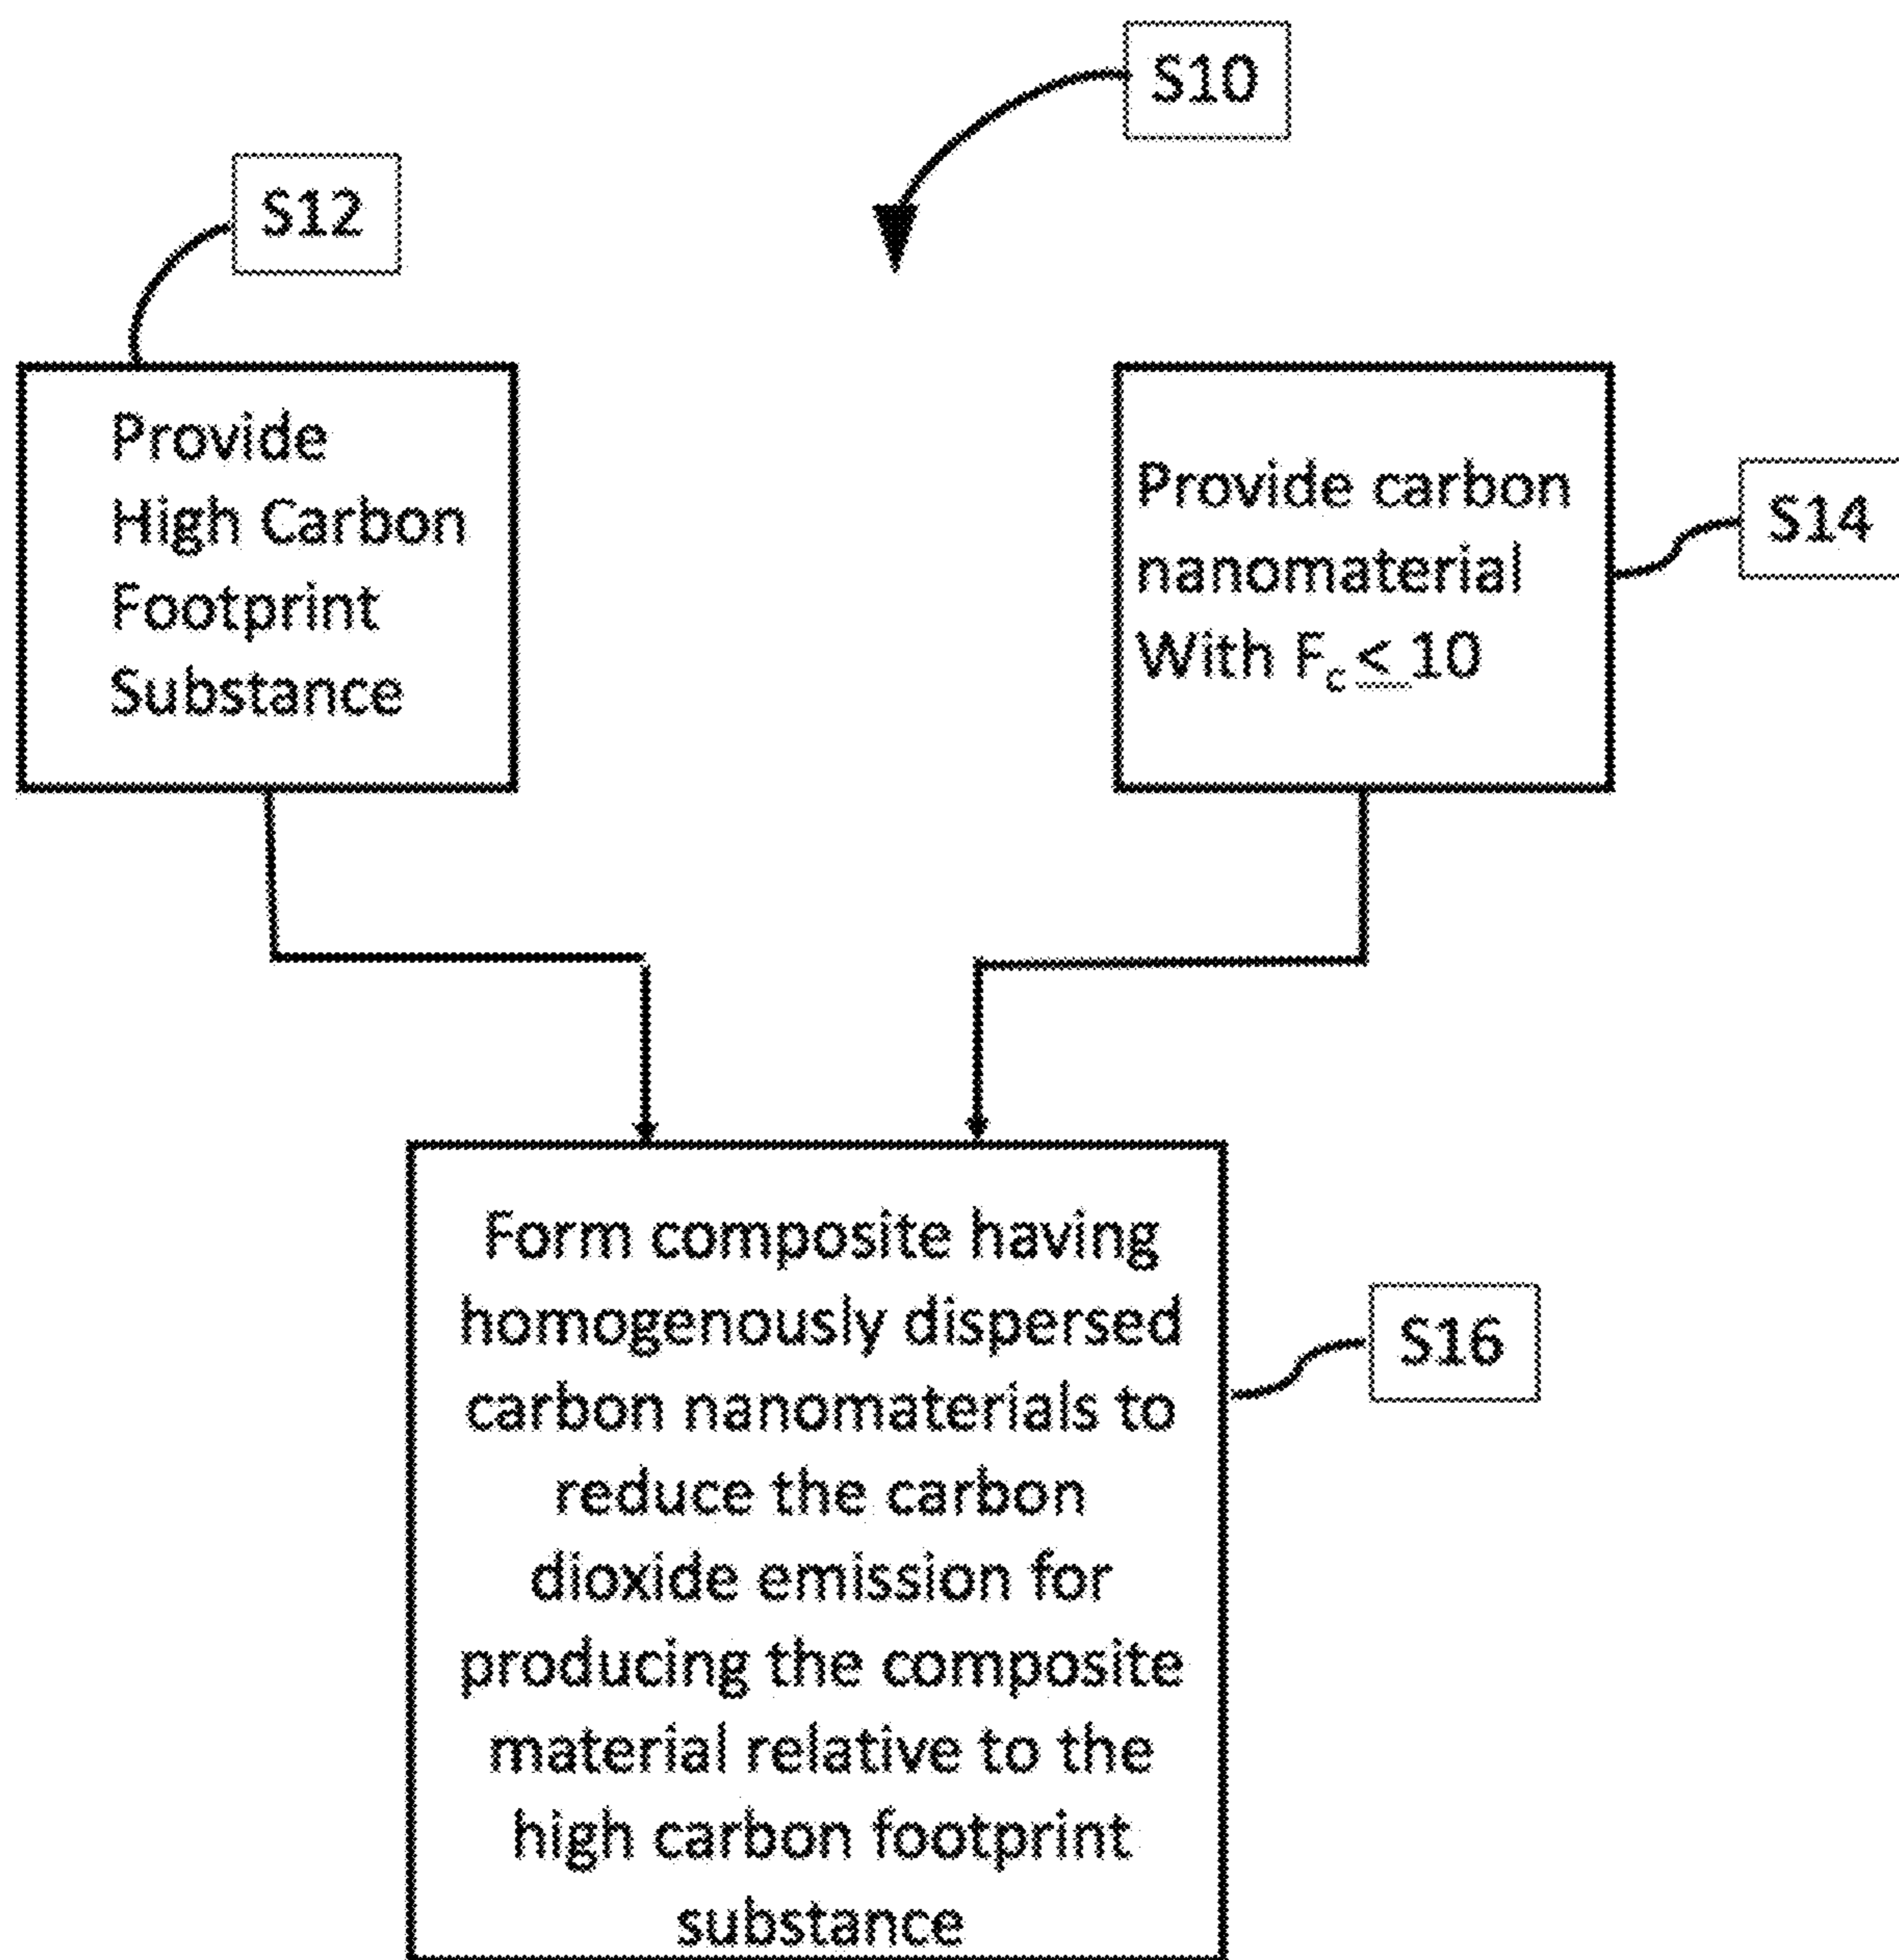 S10
S12
Provide
High Carbon
Footprint
Substance
Provide carbon
nanomaterial
With Fc ≤ 10
S14
Form composite having
homogenously dispersed
carbon nanomaterials to
reduce the carbon
dioxide emission for
producing the composite
material relative to the
high carbon footprint
substance
S16